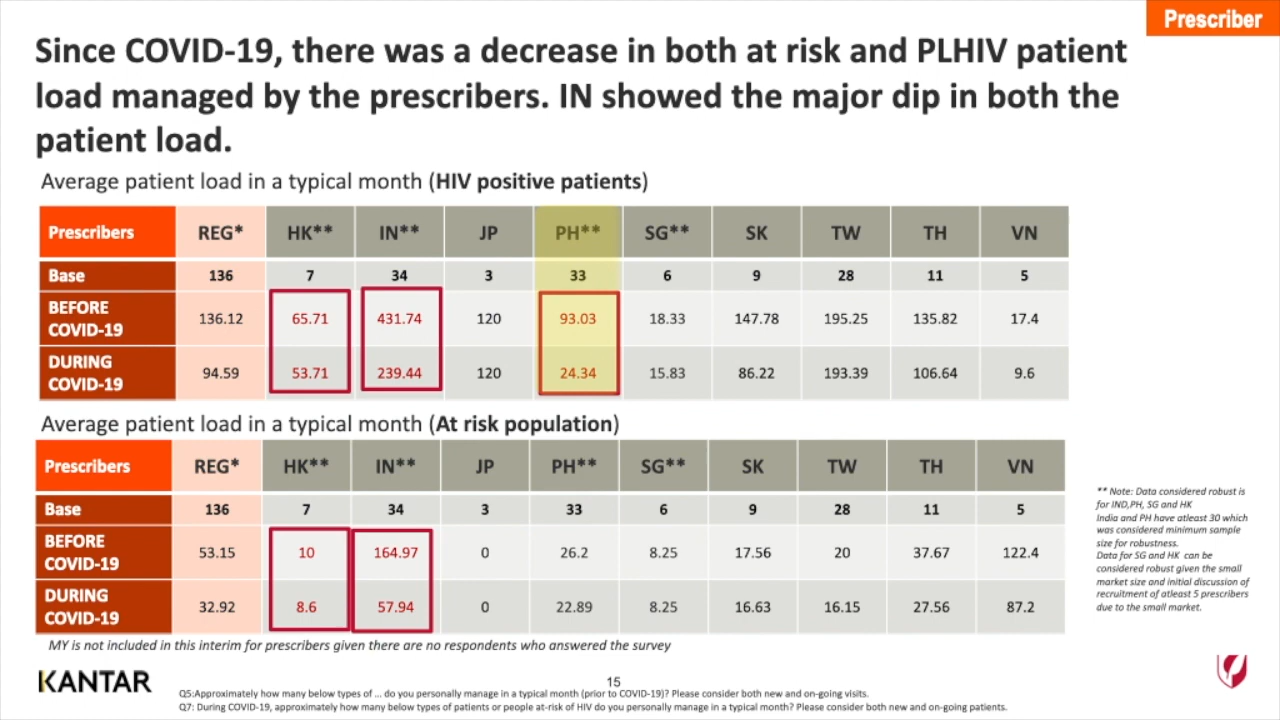 Prescriber
Since COVID-19, there was a decrease in both at risk and PLHIV patient
load managed by the prescribers. IN showed the major dip in both the
patient load.
Average patient load in a typical month (HIV positive patients)
Prescribers REG* HK** IN** JP PH** SG** SK TW TH VN
Base 136 7 34 3 33 6 9 28 11 5
BEFORE COVID-19 136.12 65.71 431.74 120 93.03 18.33 147.78 195.25 135.82 17.4
DURING COVID-19 94.59 53.71 239.44 120 24.34 15.83 86.22 193.39 106.64 9.6
Average patient load in a typical month (At risk population)
Prescribers REG* HK** IN** JP PH** SG** SK TW TH VN
Base 136 7 34 3 33 6 9 28 11 5
BEFORE COVID-19 53.15 10 164.97 0 26.2 8.25 17.56 20 37.67 122.4
DURING COVID-19 32.92 8.6 57.94 0 22.89 8.25 16.63 16.15 27.56 87.2
** Note: Data considered robust is
for IND,PH, SG and HK
India and PH have atleast 30 which
was considered minimum sample
size for robustness.
Data for SG and HK can be
considered robust given the small
market size and initial discussion of
recruitment of atleast 5 prescribers
due to the small market.
MY is not included in this interim for prescribers given there are no respondents who answered the survey
KANTAR
15
Q5:Approximately how many below types of ... do you personally manage in a typical month (prior to COVID-19)? Please consider both new and on-going visits.
Q7: During COVID-19, approximately how many below types of patients or people at-risk of HIV do you personally manage in a typical month? Please consider both new and on-going patients.